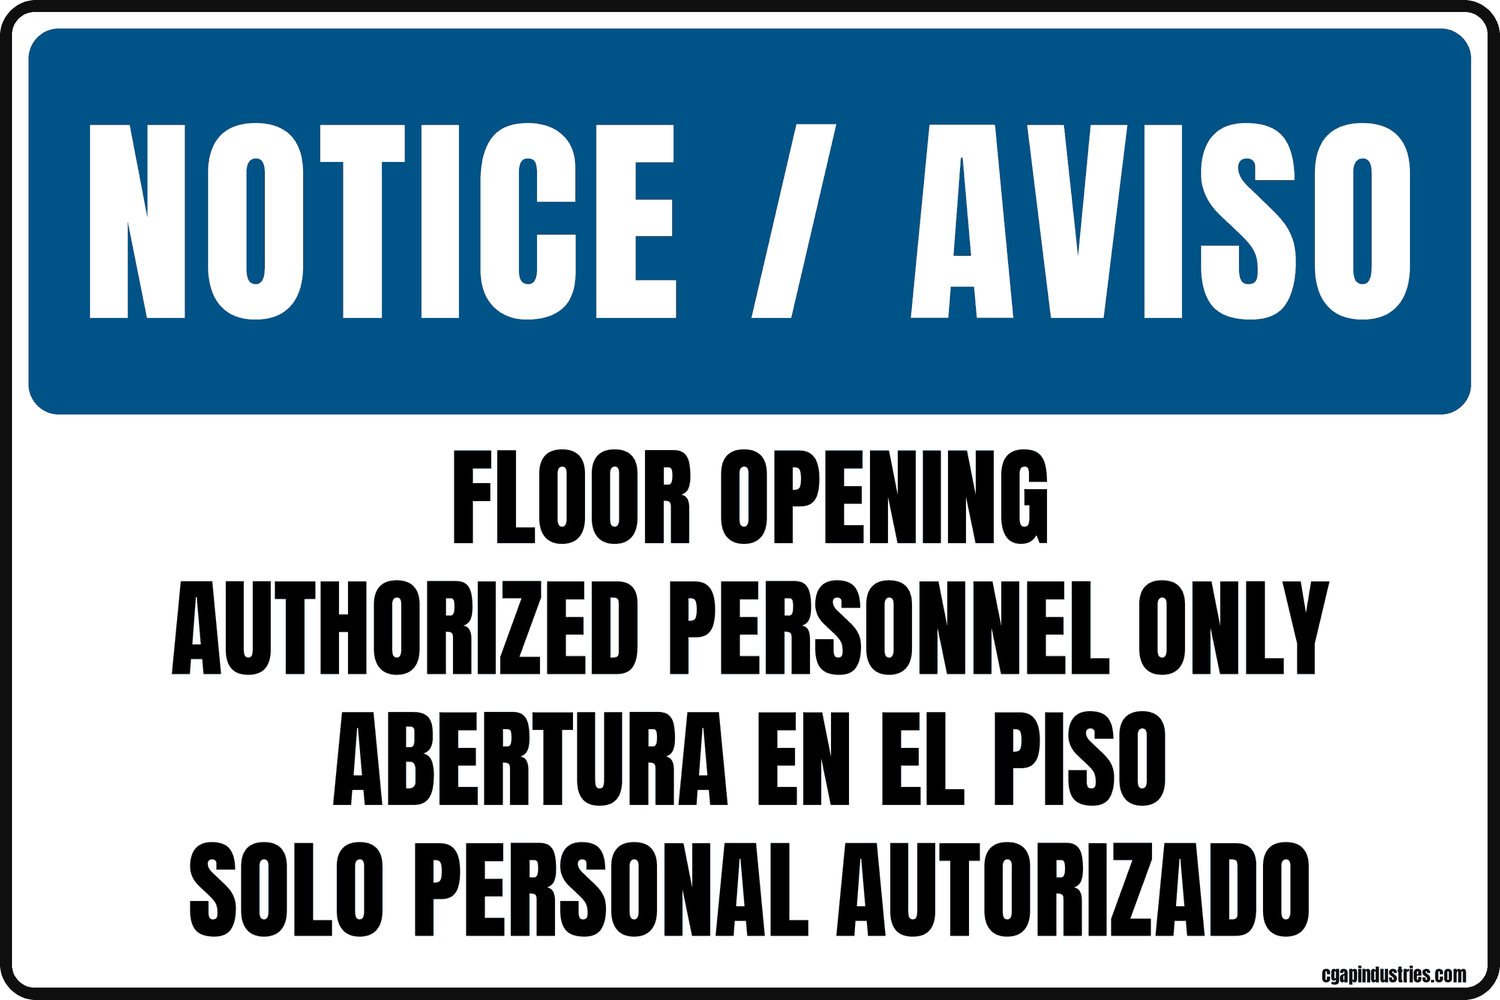 NOTICE / AVISO
FLOOR OPENING
AUTHORIZED PERSONNEL ONLY
ABERTURA EN EL PISO
SOLO PERSONAL AUTORIZADO
cgapindustries.com